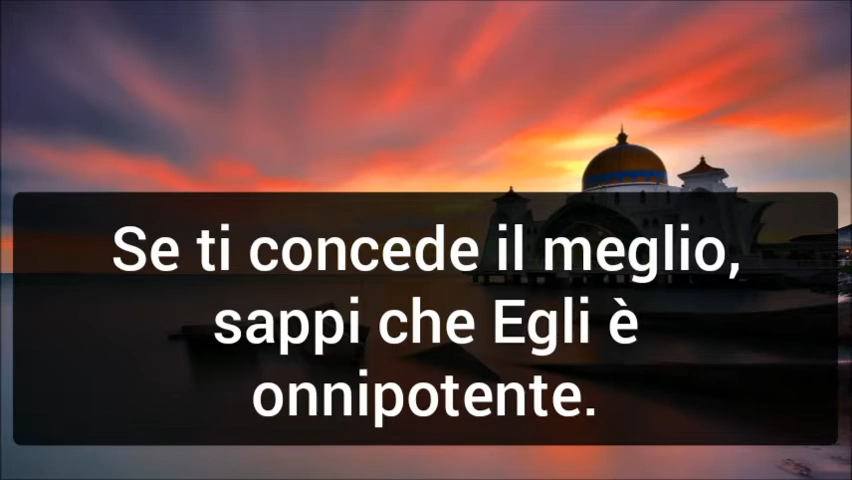 Se ti concede il meglio,
sappi che Egli è
onnipotente.